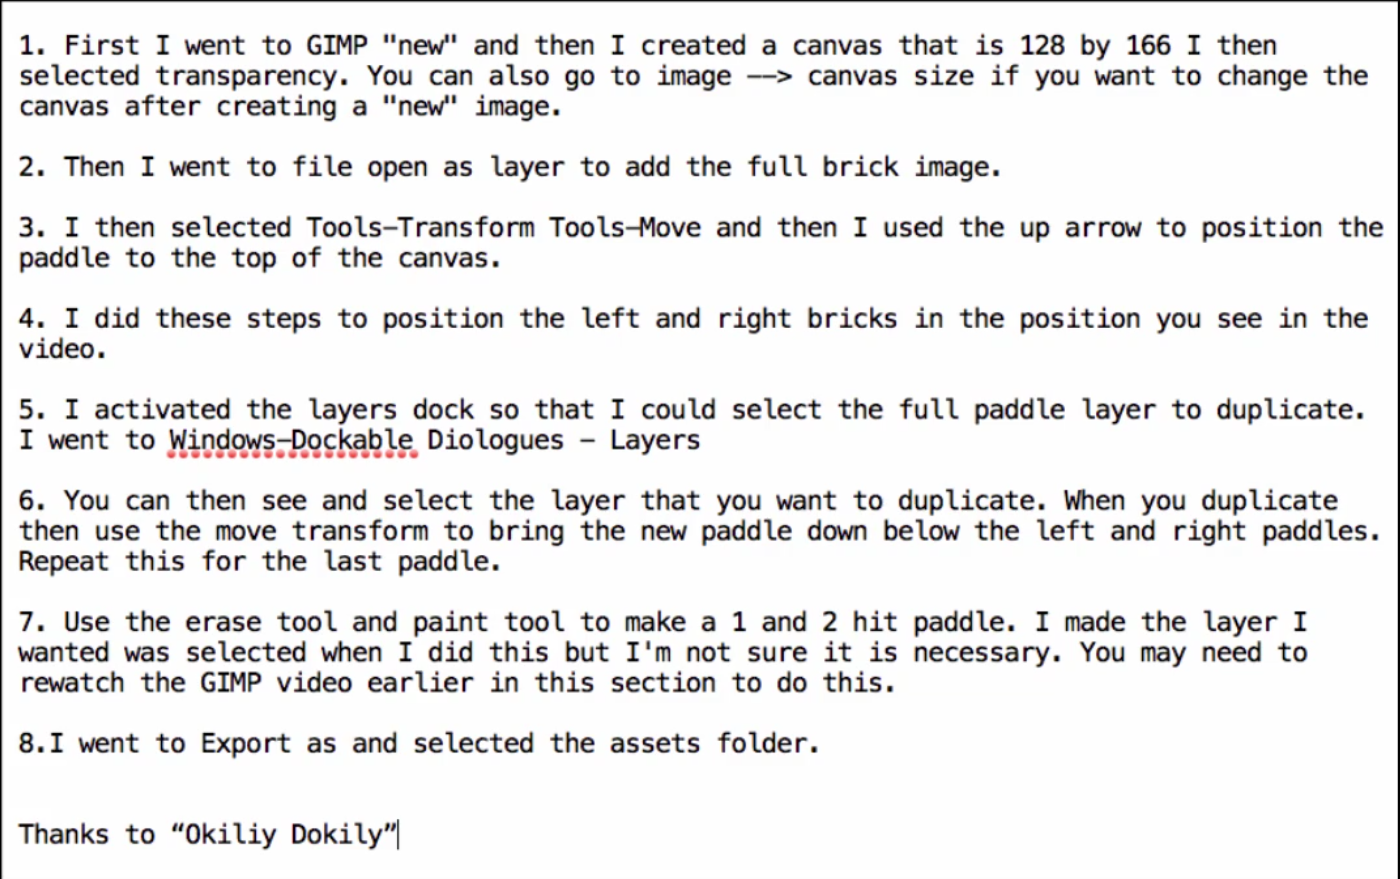 1. First I went to GIMP "new" and then I created a canvas that is 128 by 166 I then
selected transparency. You can also go to image --> canvas size if you want to change the
canvas after creating a "new" image.
2. Then I went to file open as layer to add the full brick image.
3. I then selected Tools-Transform Tools-Move and then I used the up arrow to position the
paddle to the top of the canvas.
4. I did these steps to position the left and right bricks in the position you see in the
video.
5. I activated the layers dock so that I could select the full paddle layer to duplicate.
I went to Windows-Dockable Diologues - Layers
6. You can then see and select the layer that you want to duplicate. When you duplicate
then use the move transform to bring the new paddle down below the left and right paddles.
Repeat this for the last paddle.
7. Use the erase tool and paint tool to make a 1 and 2 hit paddle. I made the layer I
wanted was selected when I did this but I'm not sure it is necessary. You may need to
rewatch the GIMP video earlier in this section to do this.
8.I went to Export as and selected the assets folder.
Thanks to “Okiliy Dokily”